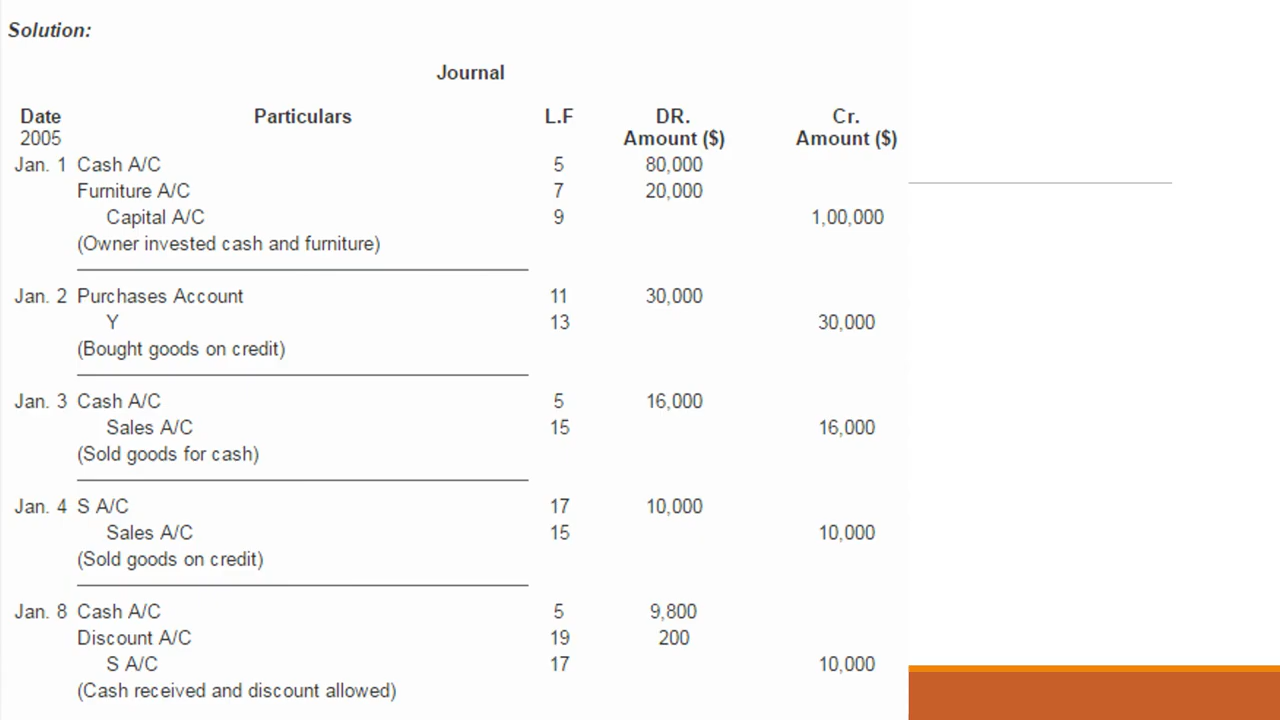 Solution:
Journal
Date Particulars L.F DR. Cr.
2005 Amount ($) Amount ($)
Jan. 1 Cash A/C 5 80,000
Furniture A/C 7 20,000
Capital A/C 9 1,00,000
(Owner invested cash and furniture)
Jan. 2 Purchases Account 11 30,000
Y 13 30,000
(Bought goods on credit)
Jan. 3 Cash A/C 5 16,000
Sales A/C 15 16,000
(Sold goods for cash)
Jan. 4 S A/C 17 10,000
Sales A/C 15 10,000
(Sold goods on credit)
Jan. 8 Cash A/C 5 9,800
Discount A/C 19 200
S A/C 17 10,000
(Cash received and discount allowed)